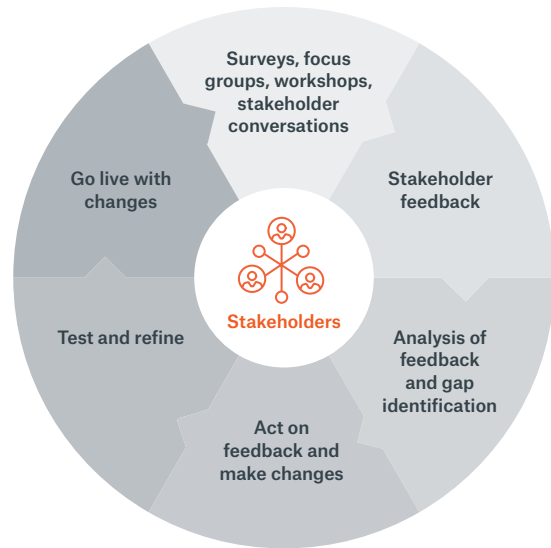 Surveys, focus
groups, workshops,
stakeholder
conversations
Stakeholder
feedback
Analysis of
feedback
and gap
identification
Act on
feedback and
make changes
Test and refine
Go live with
changes
Stakeholders